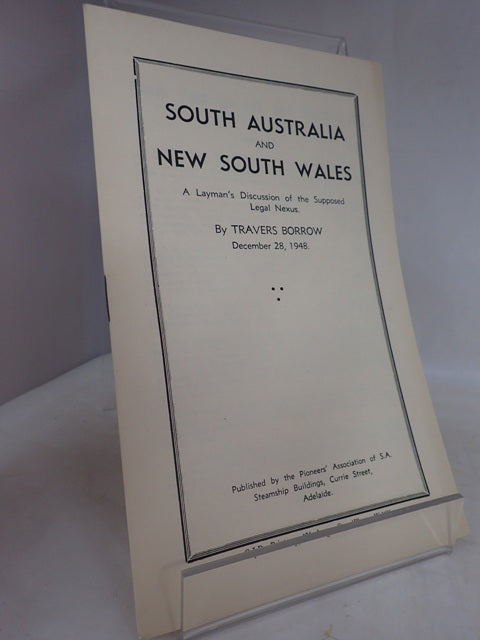 SOUTH AUSTRALIA
AND
NEW SOUTH WALES
A Layman's Discussion of the Supposed
Legal Nexus.
By TRAVERS BORROW
December 28, 1948.
Published by the Pioneers' Association of S.A.
Steamship Buildings, Currie Street,
Adelaide.